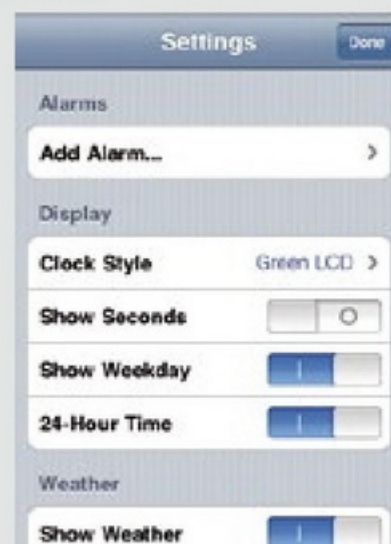 Settings Done
Alarms
Add Alarm...
Display
Clock Style Green LCD
Show Seconds
Show Weekday
24-Hour Time
Weather
Show Weather